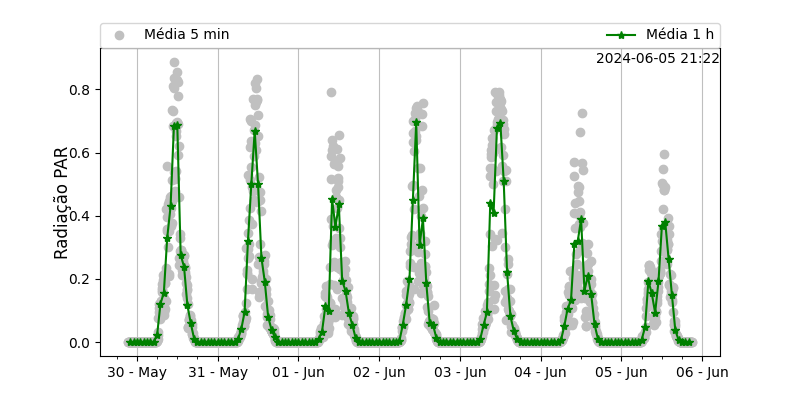 Média 5 min
Média 1 h
2024-06-05 21:22
Radiação PAR
0.8
0.6
0.4
0.2
0.0
30 - May
31 - May
01 - Jun
02 - Jun
03 - Jun
04 - Jun
05 - Jun
06 - Jun